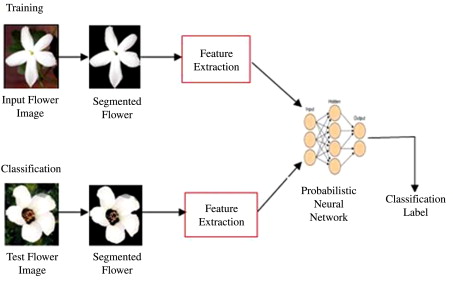 Training
Input Flower
Image
Segmented
Flower
Feature
Extraction
Input
Hidden
Output
Probabilistic
Neural
Network
Classification
Label
Classification
Test Flower
Image
Segmented
Flower
Feature
Extraction